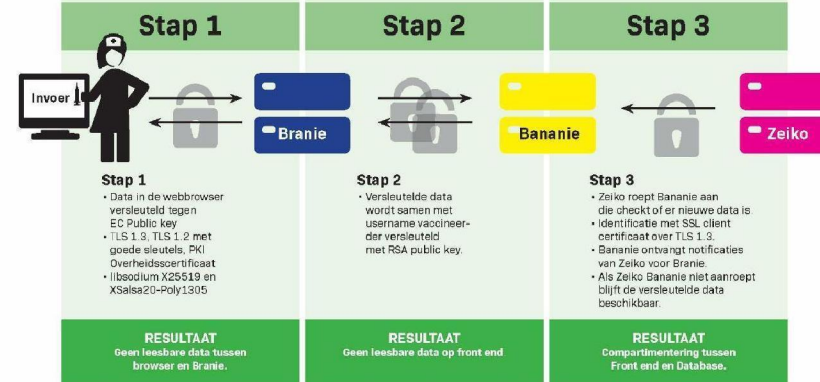 Stap 1
Stap 2
Stap 3
Invoer
Branie
Bananie
Zeiko
Stap 1
• Data in de webbrowser
versleuteld tegen
EC Public key
• TLS 1.3, TLS 1.2 met
goede sleutels, PKI
Overheidsscertificaat
• libsodium X25519 en
XSalsa20-Poly1305
Stap 2
• Versleutelde data
wordt samen met
username vaccineer-
der versleuteld
met RSA public key.
Stap 3
• Zeiko roept Bananie aan
die checkt of er nieuwe data is.
• Identificatie met SSL client
certificaat over TLS 1.3.
• Bananie ontvangt notificaties
van Zeiko voor Branie.
• Als Zeiko Bananie niet aanroept
blijft de versleutelde data
beschikbaar.
RESULTAAT
Geen leesbare data tussen
browser en Branie.
RESULTAAT
Geen leesbare data op front end
RESULTAAT
Compartimentering tussen
Front end en Database.